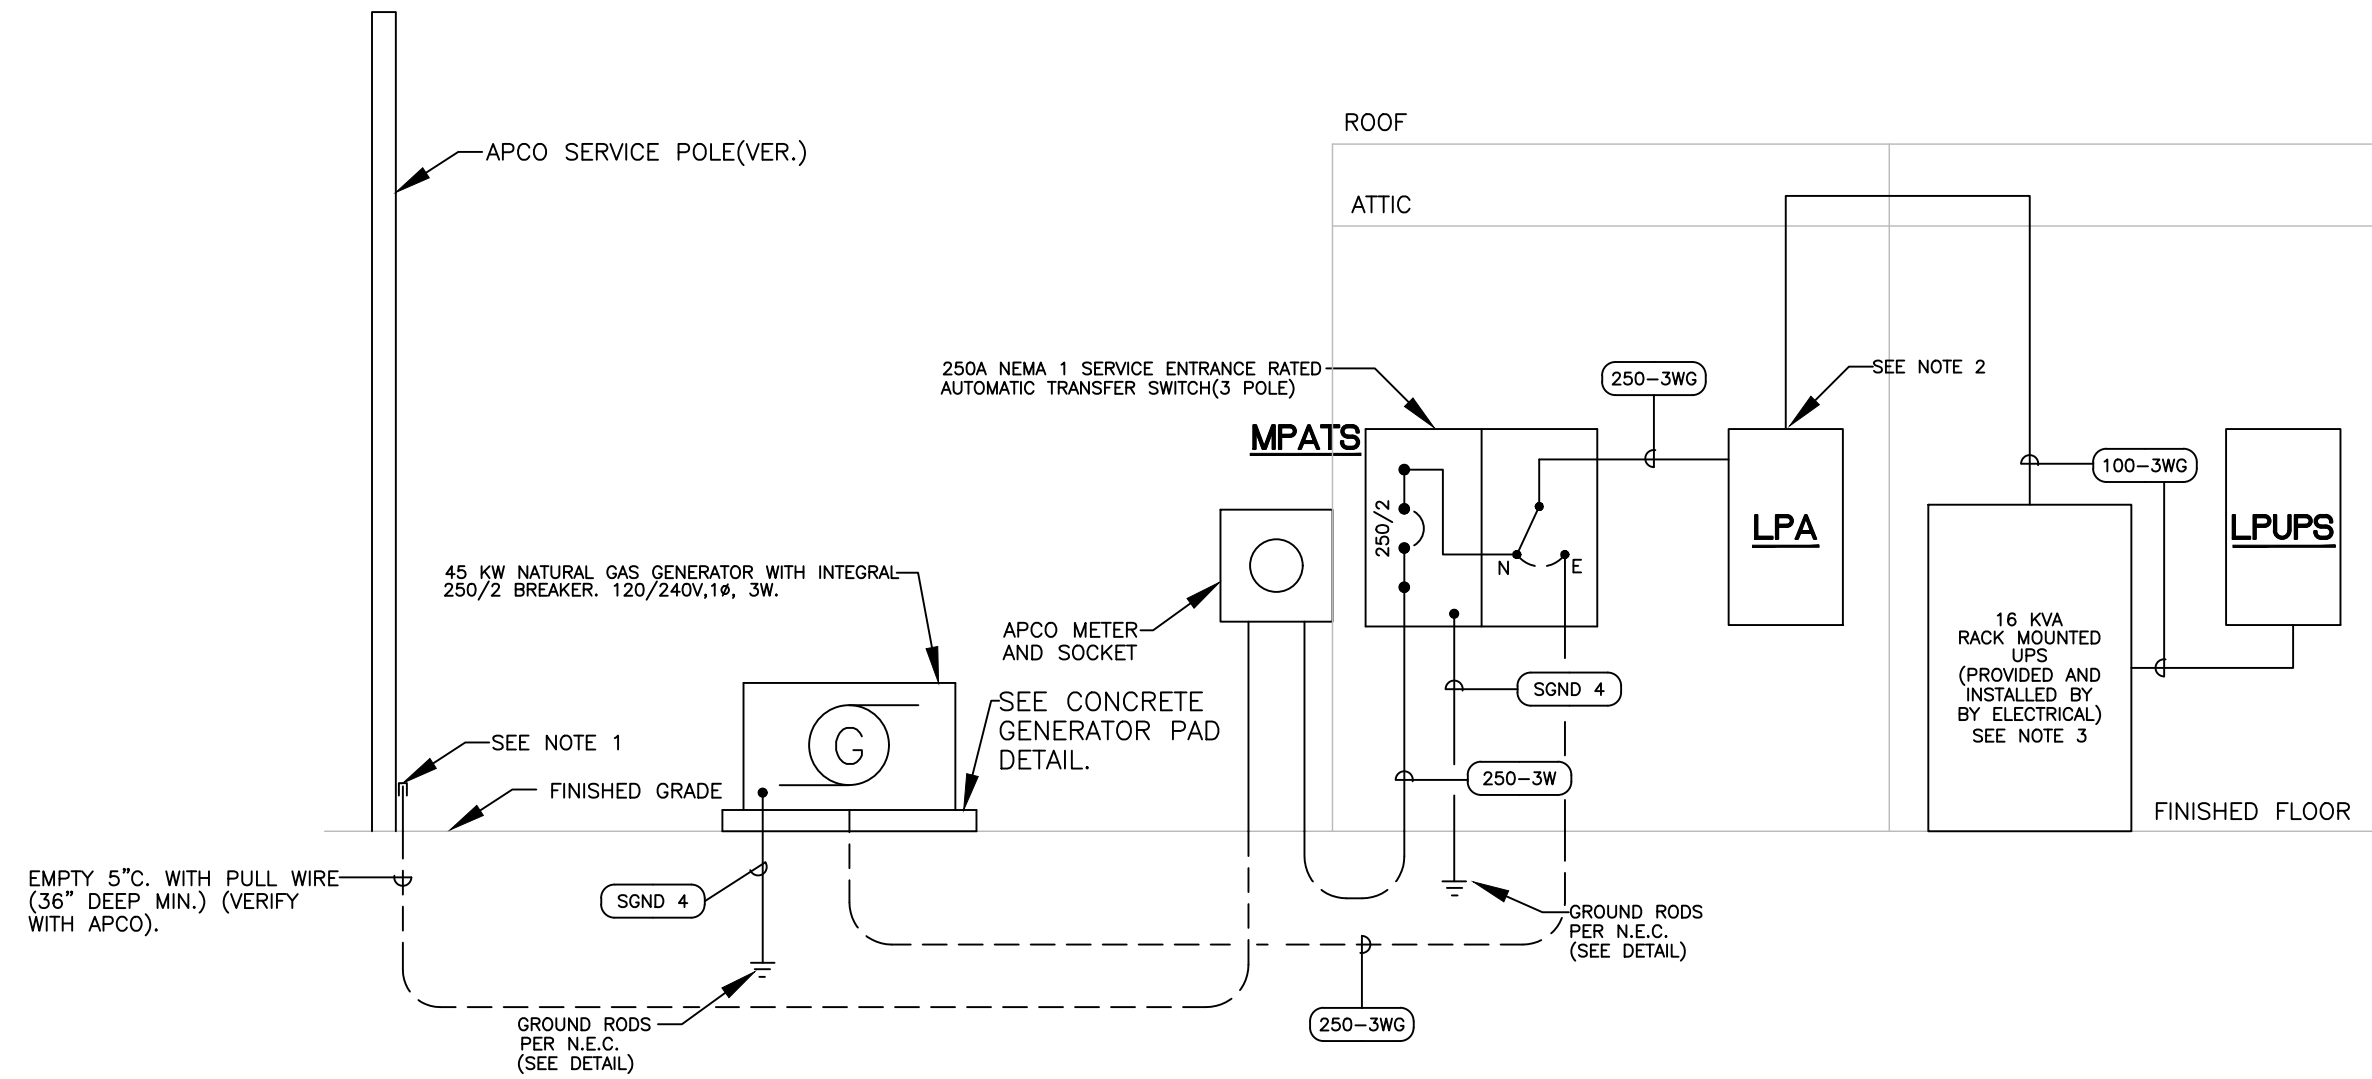 ROOF
APCO SERVICE POLE(VER.)
ATTIC
250A NEMA 1 SERVICE ENTRANCE RATED
AUTOMATIC TRANSFER SWITCH(3 POLE)
250-3WG
SEE NOTE 2
MPATS
250/2
N
E
LPA
100-3WG
LPUPS
45 KW NATURAL GAS GENERATOR WITH INTEGRAL
250/2 BREAKER. 120/240V,1ø, 3W.
APCO METER
AND SOCKET
16 KVA
RACK MOUNTED
UPS
(PROVIDED AND
INSTALLED BY
BY ELECTRICAL)
SEE NOTE 3
SGND 4
SEE CONCRETE
GENERATOR PAD
DETAIL.
G
SEE NOTE 1
250-3W
FINISHED GRADE
FINISHED FLOOR
EMPTY 5"C. WITH PULL WIRE
(36" DEEP MIN.) (VERIFY
WITH APCO).
SGND 4
GROUND RODS
PER N.E.C.
(SEE DETAIL)
GROUND RODS
PER N.E.C.
(SEE DETAIL)
250-3WG